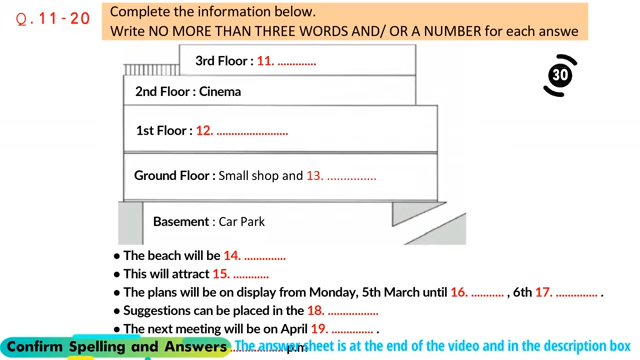 Q.11-20
Complete the information below.
Write NO MORE THAN THREE WORDS AND/ OR A NUMBER for each answe
30
3rd Floor : 11. .............
2nd Floor : Cinema
1st Floor : 12. ........................
Ground Floor : Small shop and 13. ................
Basement : Car Park
• The beach will be 14. ..............
• This will attract 15. ............
• The plans will be on display from Monday, 5th March until 16. ........... , 6th 17. .............. .
• Suggestions can be placed in the 18. .................
• The next meeting will be on April 19. .............. .
Confirm Spelling and Answers
p.m
The answer sheet is at the end of the video and in the description box